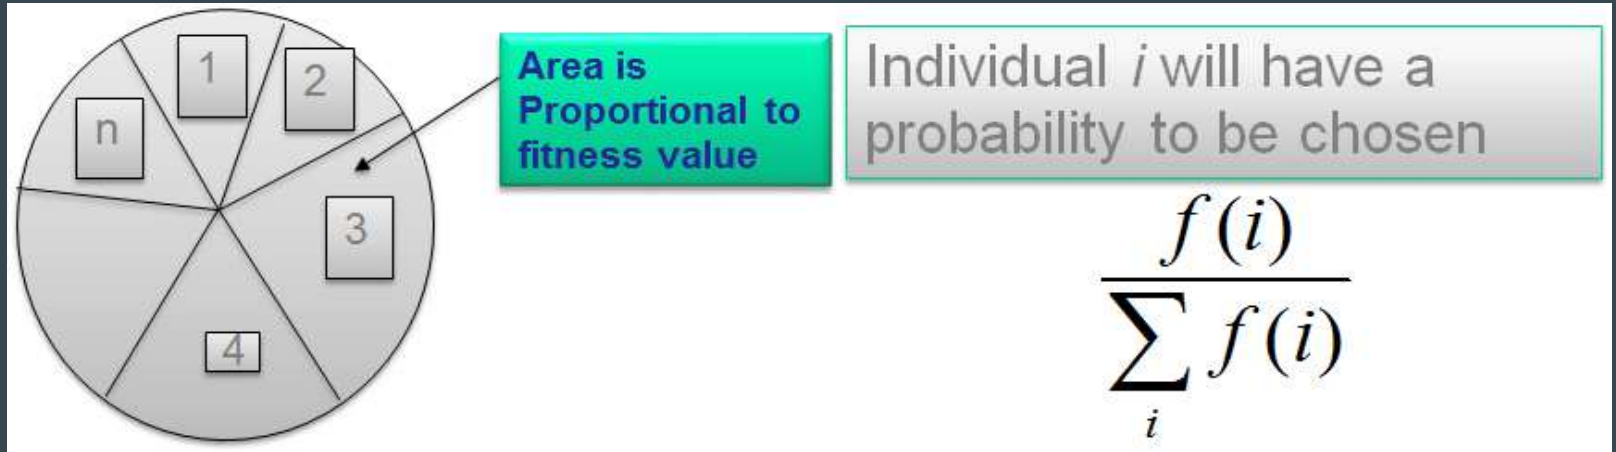 1
2
n
3
4
Area is
Proportional to
fitness value
Individual i will have a
probability to be chosen
f(i)
∑ f(i)
i